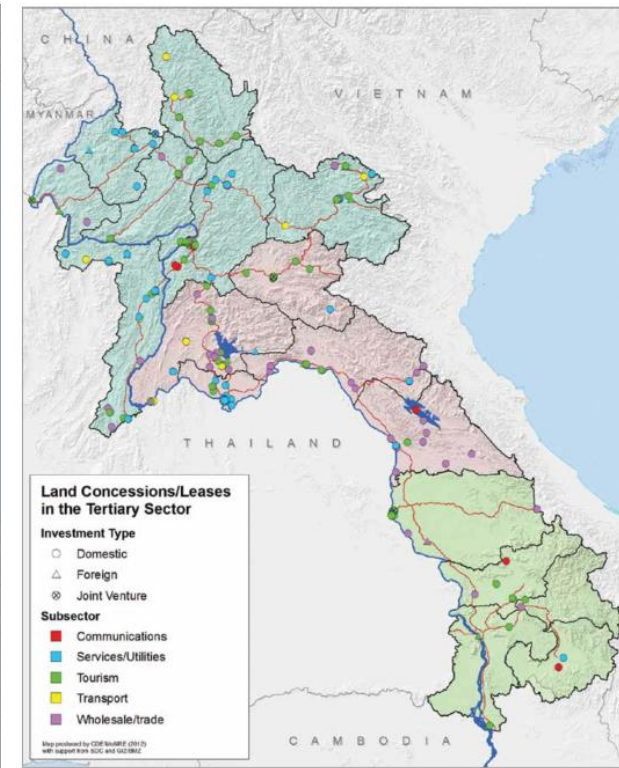 CHINA
MYANMAR
VIETNAM
THAILAND
Land Concessions/Leases
in the Tertiary Sector
Investment Type
Domestic
Foreign
Joint Venture
Subsector
Communications
Services/Utilities
Tourism
Transport
Wholesale/trade
Map produced by CDE/MoNRE (2012)
with support from SDC and GIZ/BMZ
CAMBODIA